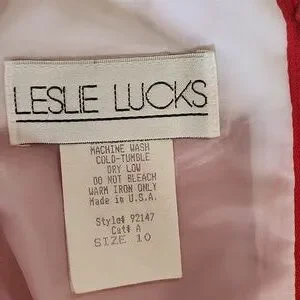 LESLIE LUCKS
MACHINE WASH
COLD-TUMBLE
DRY LOW
DO NOT BLEACH
WARM IRON ONLY
Made in U.S.A.
Style# 92147
Cut# A
SIZE 10